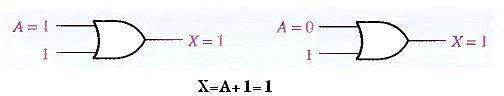 A = 1
1
X = 1
A = 0
1
X = 1
X=A+1=1